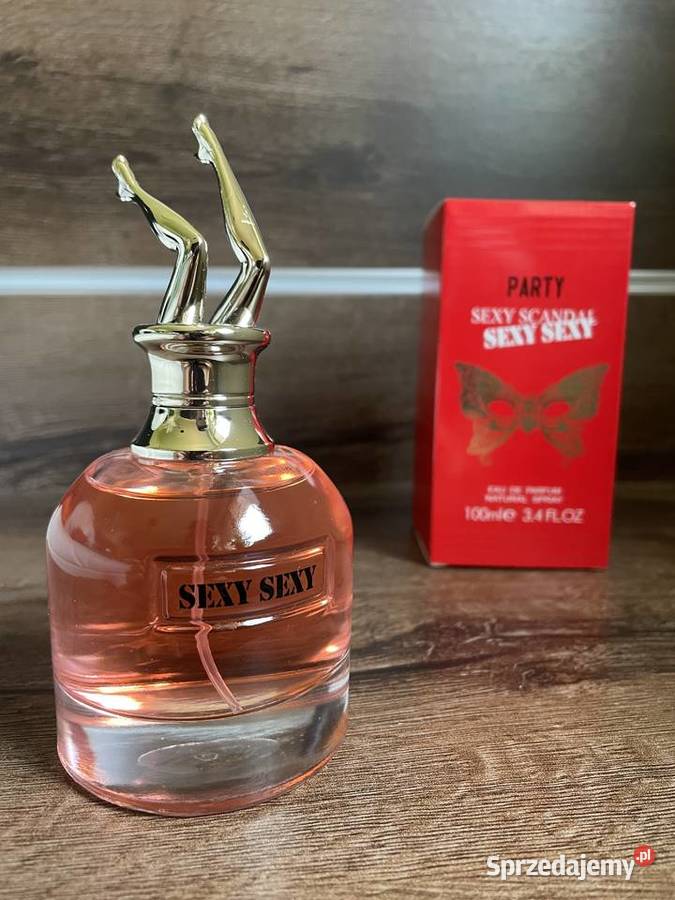 PARTY
SEXY SCANDAL
SEXY SEXY
EAU DE PARFUM
NATURAL SPRAY
100ml e 3.4 FL.OZ
SEXY SEXY
Sprzedajemy.pl